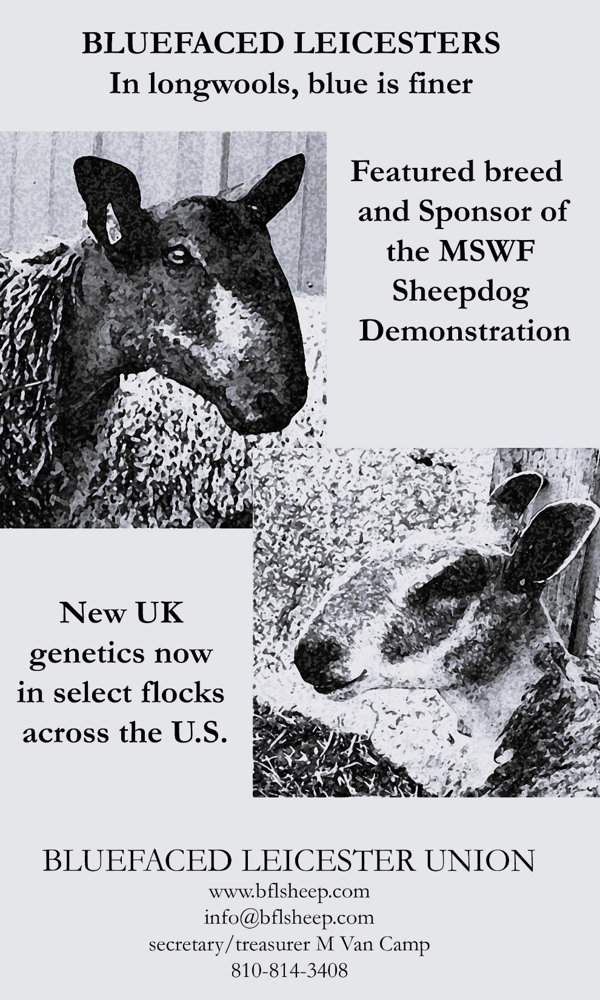 BLUEFACED LEICESTERS
In longwools, blue is finer
Featured breed
and Sponsor of
the MSWF
Sheepdog
Demonstration
New UK
genetics now
in select flocks
across the U.S.
BLUEFACED LEICESTER UNION
www.bflsheep.com
info@bflsheep.com
secretary/treasurer M Van Camp
810-814-3408